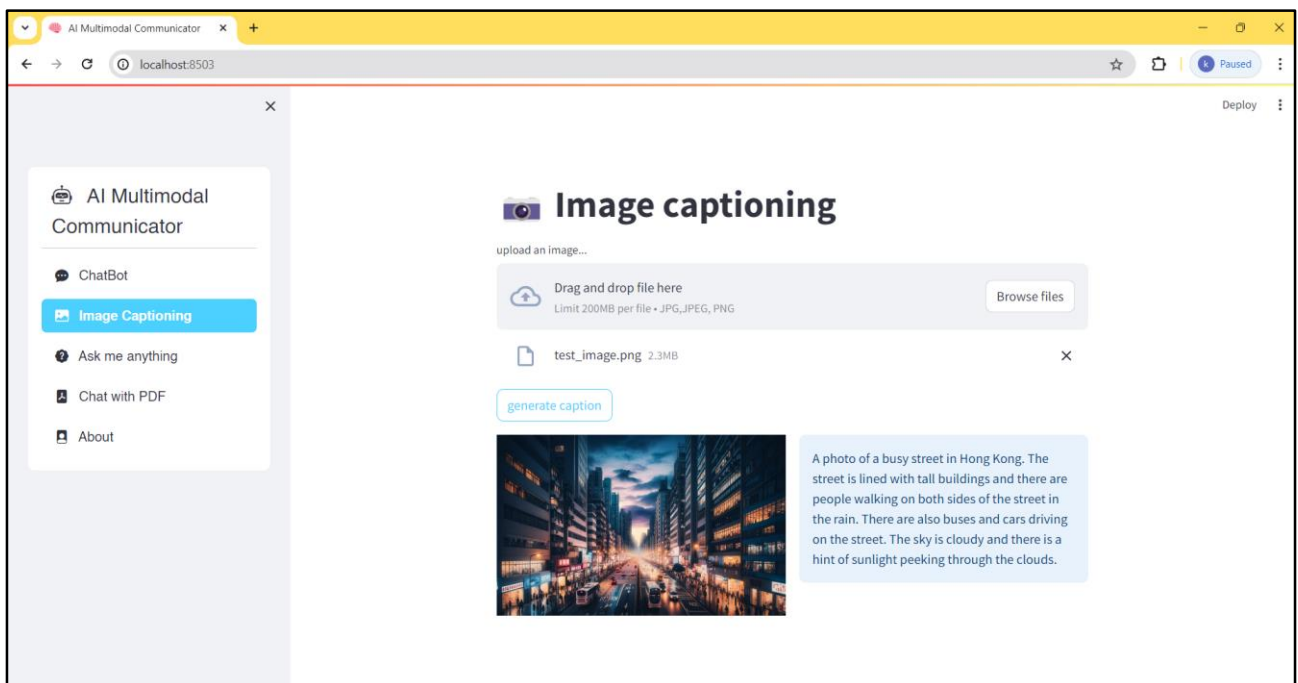 AI Multimodal Communicator
localhost:8503
k Paused
Deploy
AI Multimodal
Communicator
ChatBot
Image Captioning
Ask me anything
Chat with PDF
About
Image captioning
upload an image...
Drag and drop file here
Limit 200MB per file • JPG,JPEG, PNG
Browse files
test_image.png 2.3MB
generate caption
A photo of a busy street in Hong Kong. The
street is lined with tall buildings and there are
people walking on both sides of the street in
the rain. There are also buses and cars driving
on the street. The sky is cloudy and there is a
hint of sunlight peeking through the clouds.